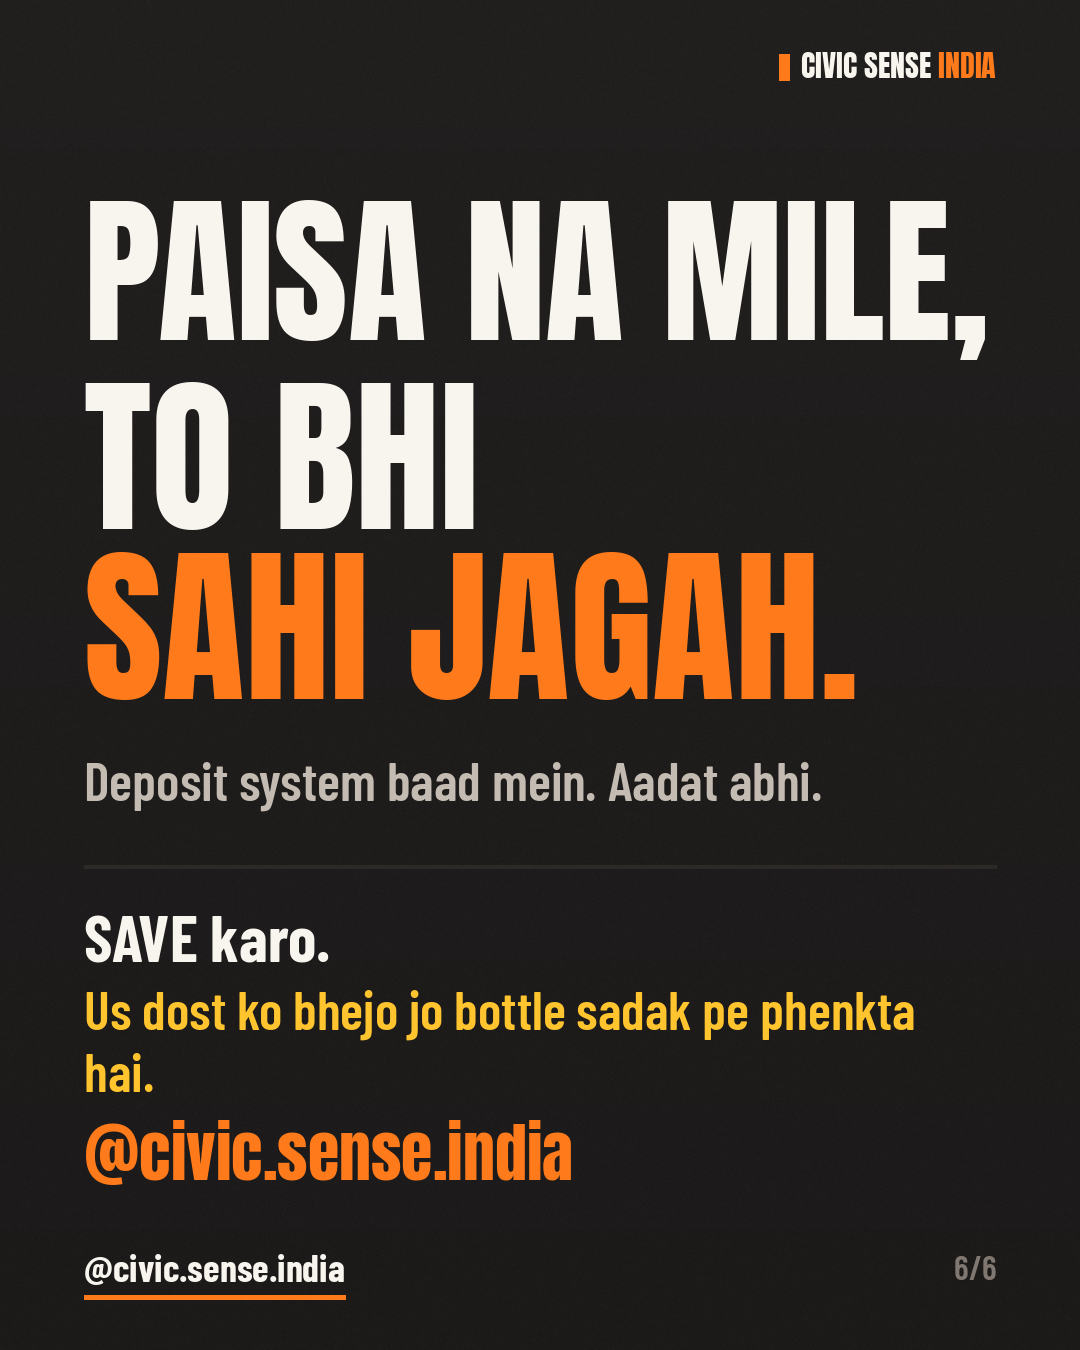 CIVIC SENSE INDIA
PAISA NA MILE,
TO BHI
SAHI JAGAH.
Deposit system baad mein. Aadat abhi.
SAVE karo.
Us dost ko bhejo jo bottle sadak pe phenkta
hai.
@civic.sense.india
@civic.sense.india
6/6